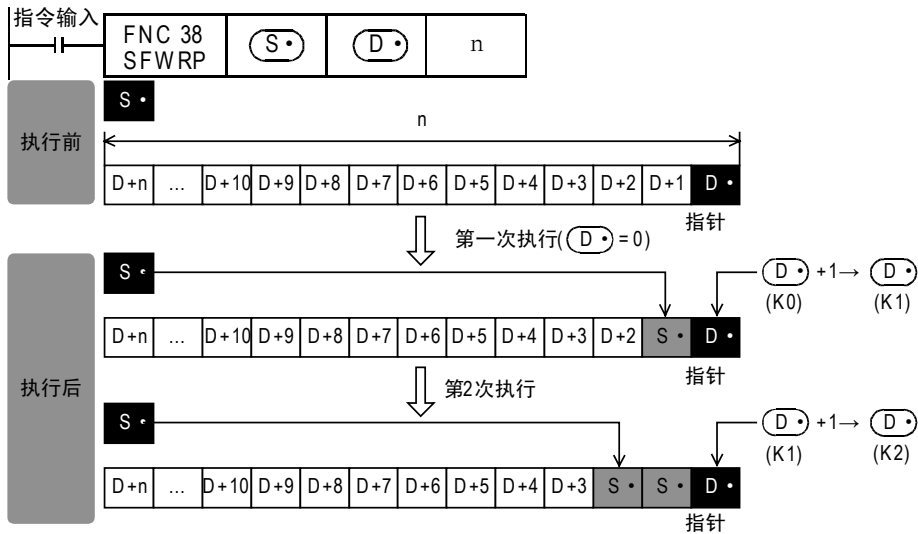 指令输入
FNC 38
SFWRP
S•
D•
n
S•
执行前
n
D+n ... D+10 D+9 D+8 D+7 D+6 D+5 D+4 D+3 D+2 D+1 D•
指针
第一次执行(D•=0)
S•
D• +1→ D•
(K0) (K1)
D+n ... D+10 D+9 D+8 D+7 D+6 D+5 D+4 D+3 D+2 S• D•
指针
执行后
第2次执行
S•
D• +1→ D•
(K1) (K2)
D+n ... D+10 D+9 D+8 D+7 D+6 D+5 D+4 D+3 S• S• D•
指针